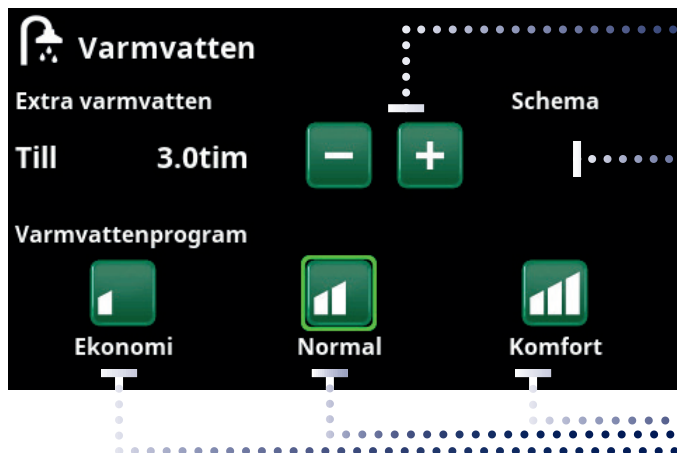 Varmvatten
Extra varmvatten Schema
Till 3.0tim
Varmvattenprogram
Ekonomi Normal Komfort